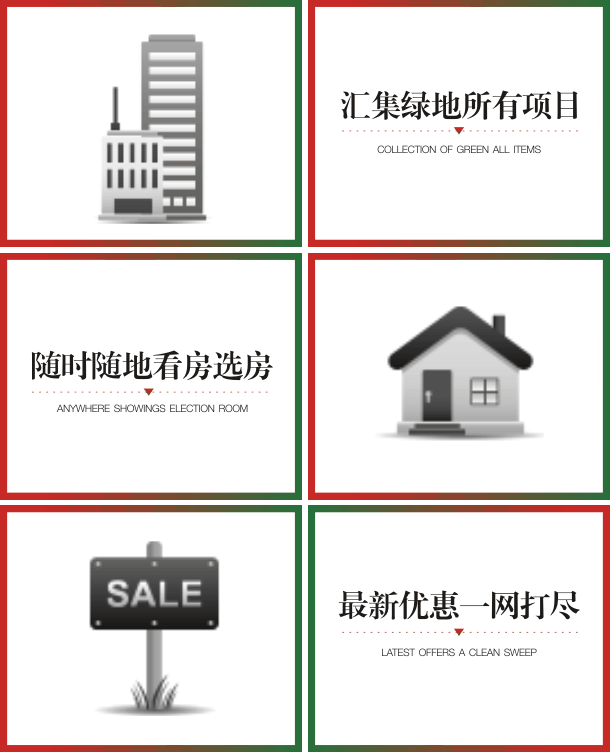 汇集绿地所有项目
COLLECTION OF GREEN ALL ITEMS
随时随地看房选房
ANYWHERE SHOWINGS ELECTION ROOM
SALE
最新优惠一网打尽
LATEST OFFERS A CLEAN SWEEP